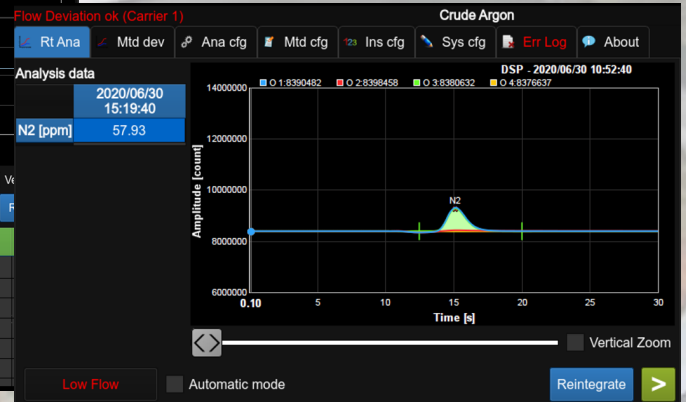 Flow Deviation ok (Carrier 1)
Crude Argon
Rt Ana
Mtd dev
Ana cfg
Mtd cfg
Ins cfg
Sys cfg
Err Log
About
Analysis data
2020/06/30
15:19:40
N2 [ppm]
57.93
DSP - 2020/06/30 10:52:40
O 1:8390482
O 2:8398458
O 3:8380632
O 4:8376637
Amplitude [count]
14000000
12000000
10000000
8000000
6000000
N2
0.10
5
10
15
20
25
30
Time [s]
Vertical Zoom
Low Flow
Automatic mode
Reintegrate
>